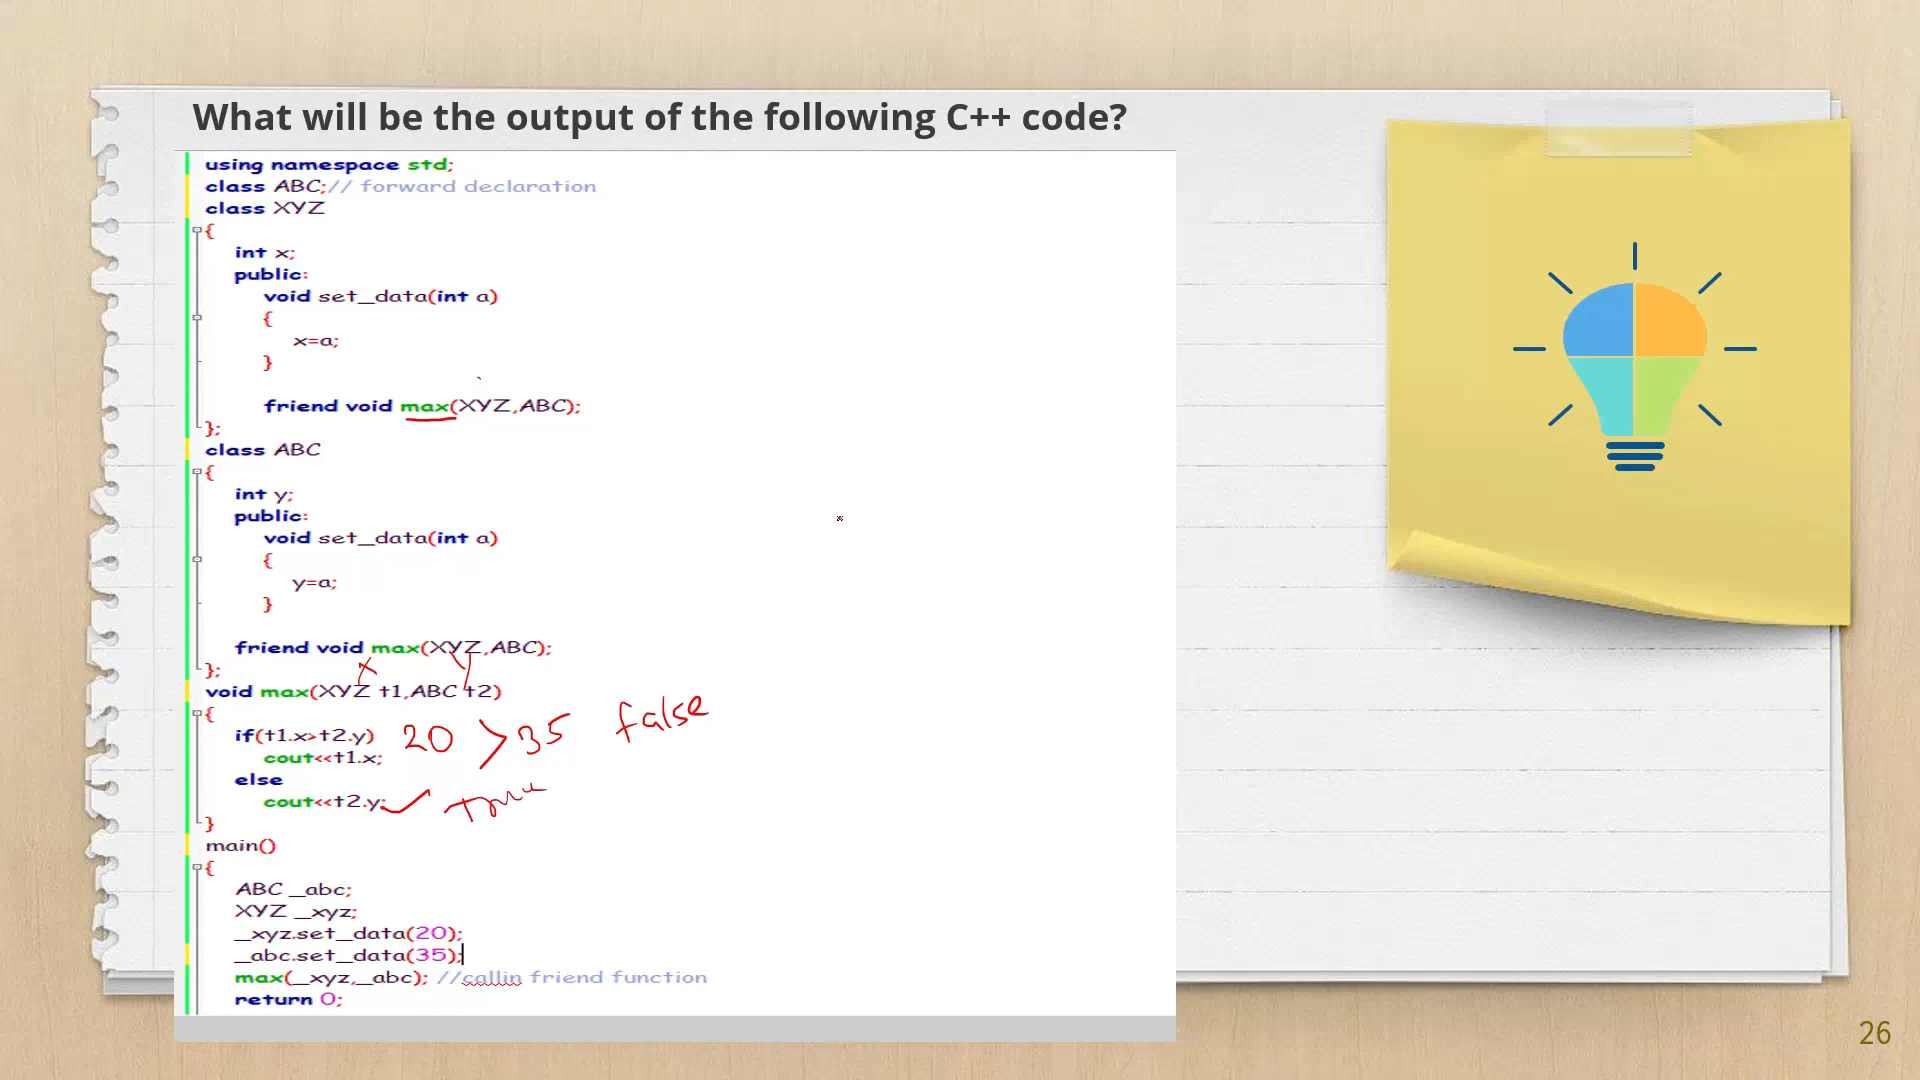 What will be the output of the following C++ code?
using namespace std;
class ABC;// forward declaration
class XYZ
{
int x;
public:
void set_data(int a)
{
x=a;
}
friend void max(XYZ,ABC);
};
class ABC
{
int y;
public:
void set_data(int a)
{
y=a;
}
friend void max(XYZ,ABC);
};
x y
void max(XYZ t1,ABC t2)
{
if(t1.x>t2.y) 20 > 35 false
cout<<t1.x;
else
cout<<t2.y; True
}
main()
{
ABC _abc;
XYZ _xyz;
_xyz.set_data(20);
_abc.set_data(35);
max(_xyz,_abc); //callin friend function
return 0;
26